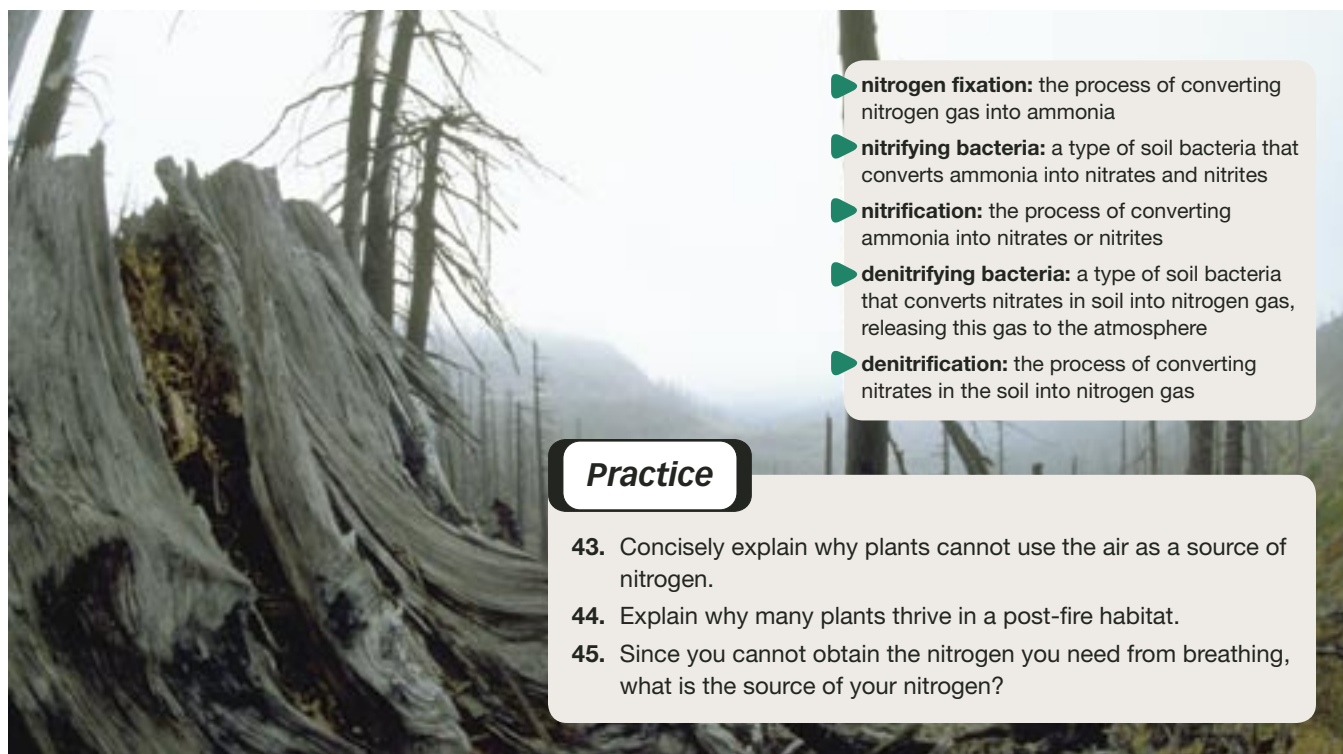 nitrogen fixation: the process of converting
nitrogen gas into ammonia
nitrifying bacteria: a type of soil bacteria that
converts ammonia into nitrates and nitrites
nitrification: the process of converting
ammonia into nitrates or nitrites
denitrifying bacteria: a type of soil bacteria
that converts nitrates in soil into nitrogen gas,
releasing this gas to the atmosphere
denitrification: the process of converting
nitrates in the soil into nitrogen gas
Practice
43. Concisely explain why plants cannot use the air as a source of
nitrogen.
44. Explain why many plants thrive in a post-fire habitat.
45. Since you cannot obtain the nitrogen you need from breathing,
what is the source of your nitrogen?